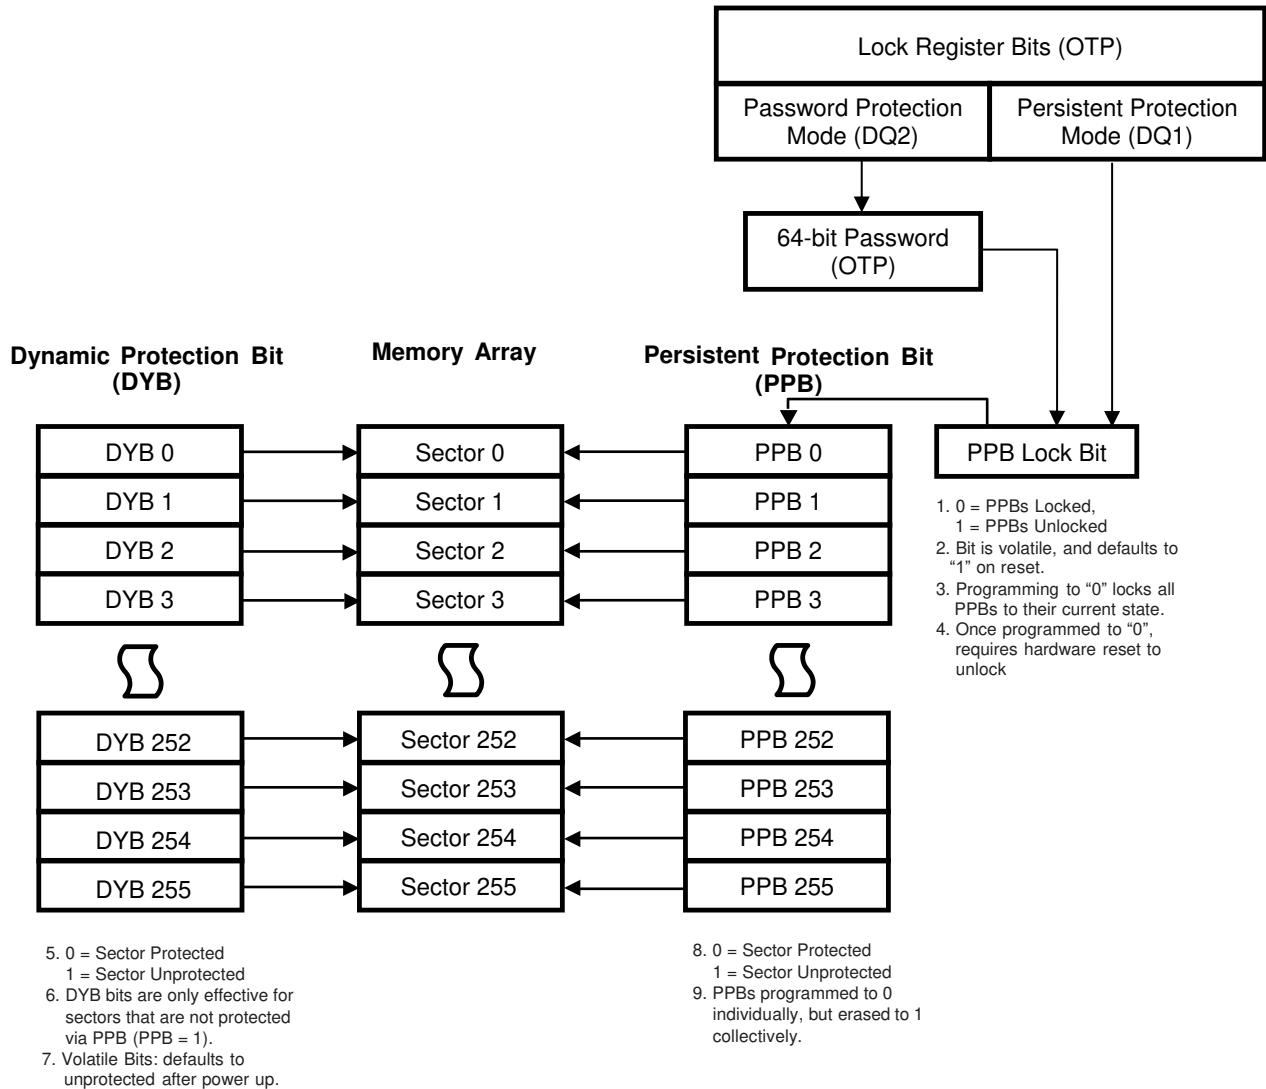 Lock Register Bits (OTP)
Password Protection
Mode (DQ2)
Persistent Protection
Mode (DQ1)
64-bit Password
(OTP)
Dynamic Protection Bit
(DYB)
Memory Array
Persistent Protection Bit
(PPB)
DYB 0
Sector 0
PPB 0
PPB Lock Bit
DYB 1
Sector 1
PPB 1
DYB 2
Sector 2
PPB 2
DYB 3
Sector 3
PPB 3
1. 0 = PPBs Locked,
1 = PPBs Unlocked
2. Bit is volatile, and defaults to
“1” on reset.
3. Programming to “0” locks all
PPBs to their current state.
4. Once programmed to “0”,
requires hardware reset to
unlock
DYB 252
Sector 252
PPB 252
DYB 253
Sector 253
PPB 253
DYB 254
Sector 254
PPB 254
DYB 255
Sector 255
PPB 255
5. 0 = Sector Protected
1 = Sector Unprotected
6. DYB bits are only effective for
sectors that are not protected
via PPB (PPB = 1).
7. Volatile Bits: defaults to
unprotected after power up.
8. 0 = Sector Protected
1 = Sector Unprotected
9. PPBs programmed to 0
individually, but erased to 1
collectively.